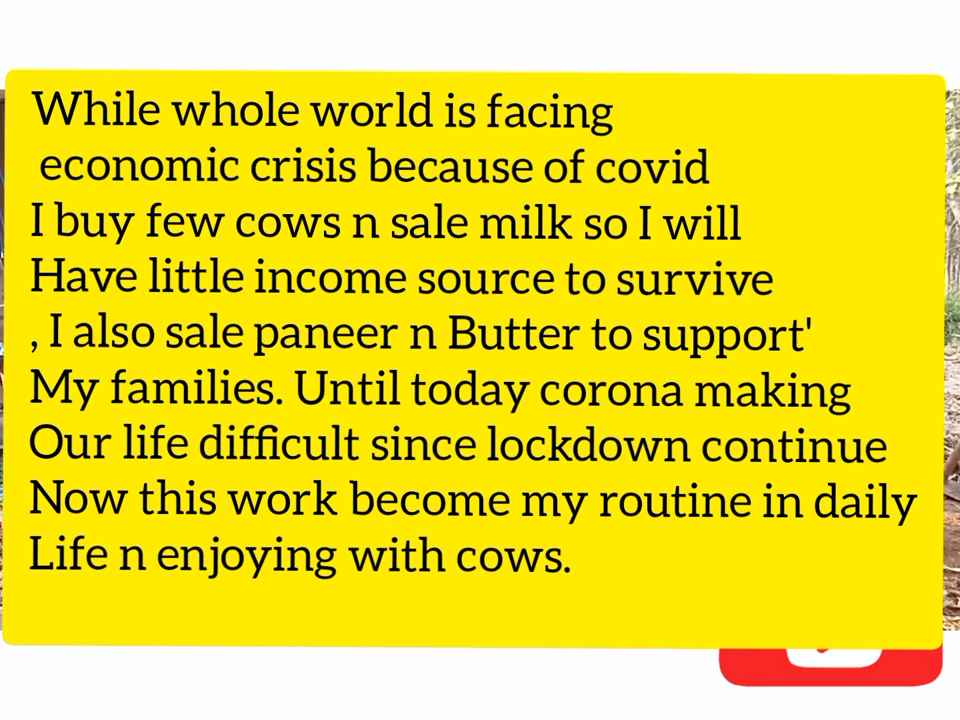 While whole world is facing
economic crisis because of covid
I buy few cows n sale milk so I will
Have little income source to survive
, I also sale paneer n Butter to support'
My families. Until today corona making
Our life difficult since lockdown continue
Now this work become my routine in daily
Life n enjoying with cows.